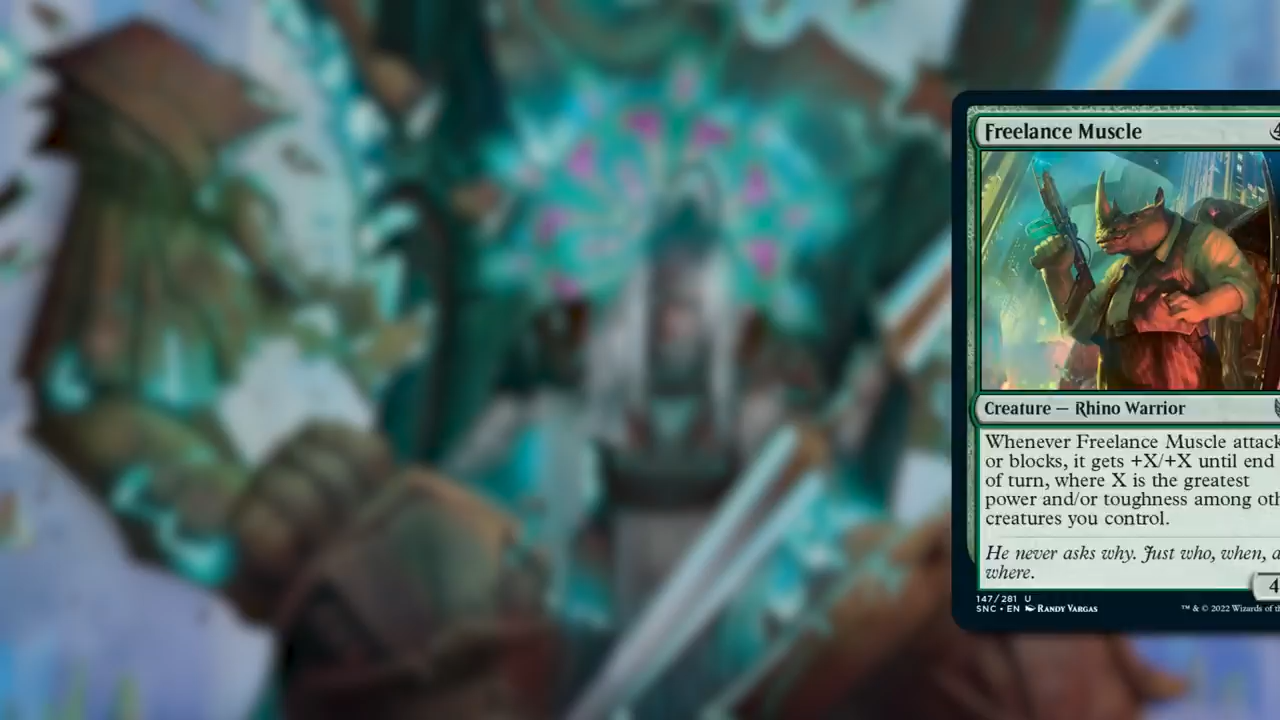 Freelance Muscle
Creature — Rhino Warrior
Whenever Freelance Muscle attack
or blocks, it gets +X/+X until end
of turn, where X is the greatest
power and/or toughness among oth
creatures you control.
He never asks why. Just who, when, a
where.
4
147/281 U
SNC • EN RANDY VARGAS
™ & © 2022 Wizards of th